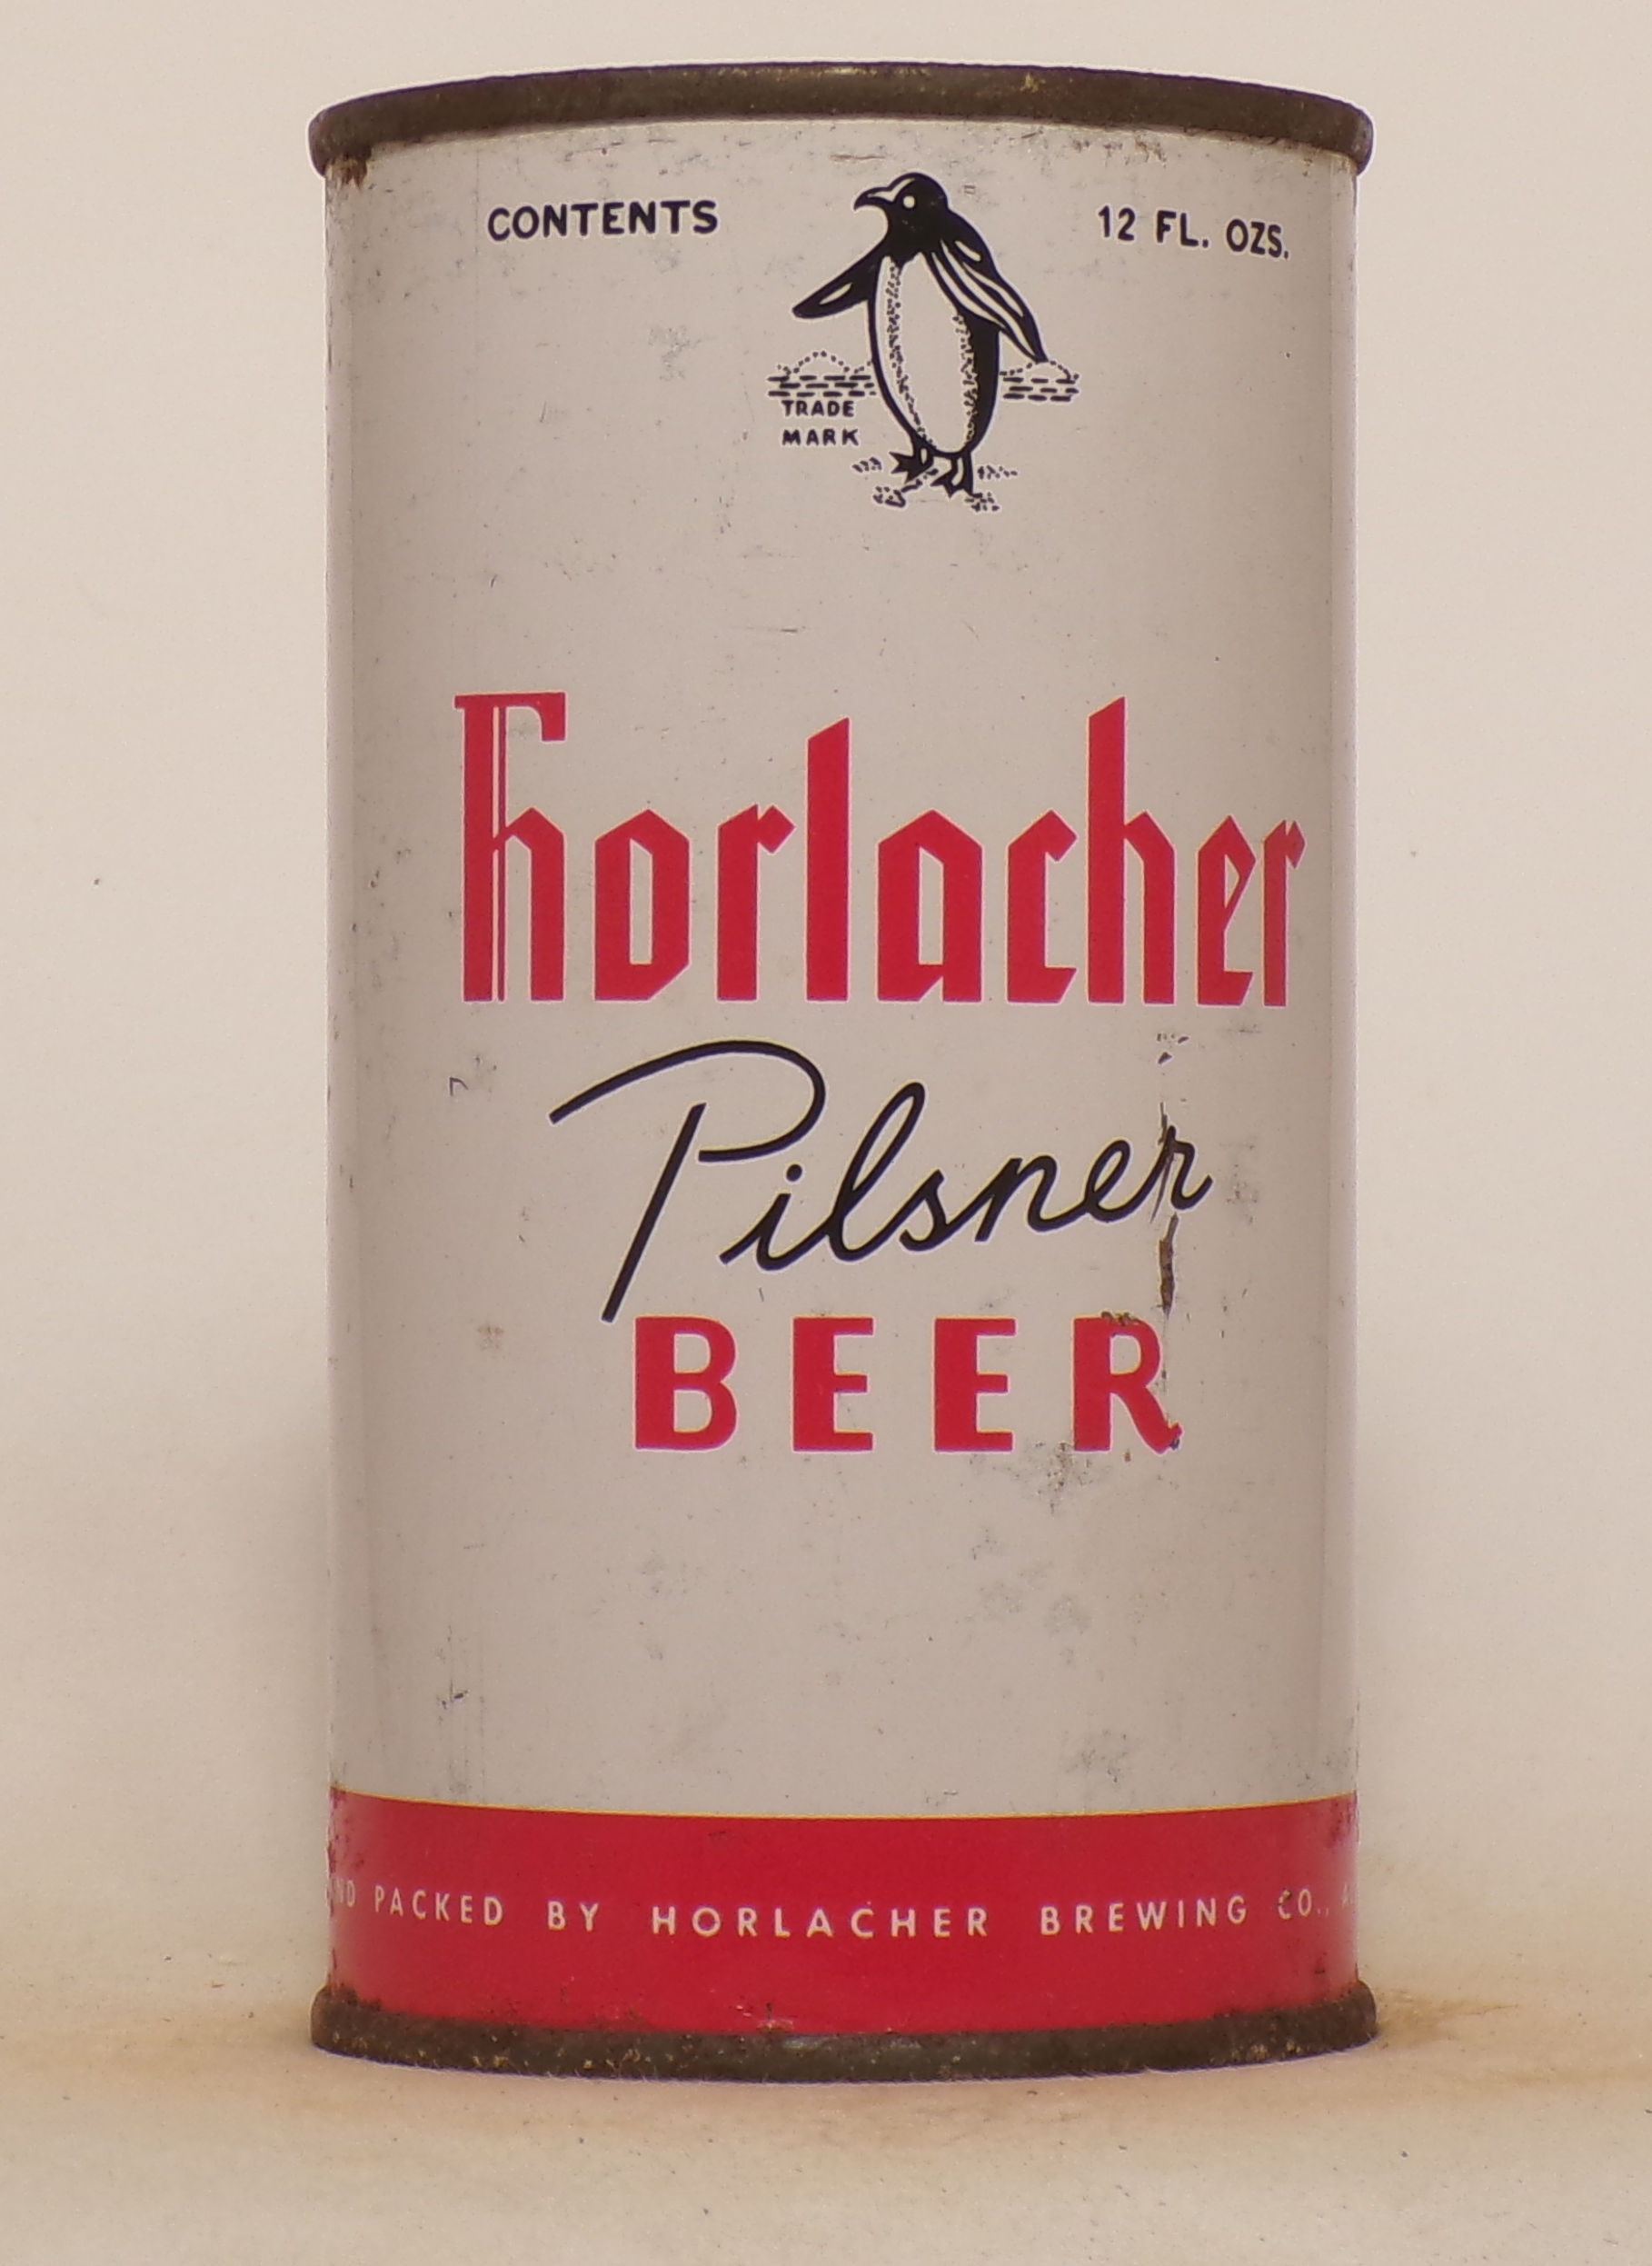 CONTENTS 12 FL. OZS.
TRADE
MARK
horlacher
Pilsner
BEER
PACKED BY HORLACHER BREWING CO.,